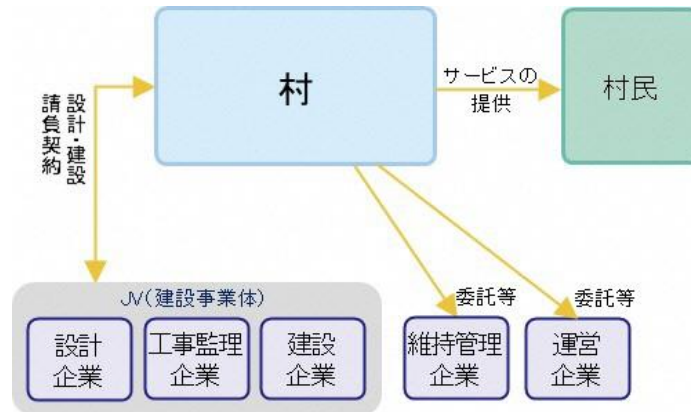 村
サービスの
提供
村民
設計・建設
請負契約
JV(建設事業体)
設計
企業
工事監理
企業
建設
企業
委託等
維持管理
企業
委託等
運営
企業